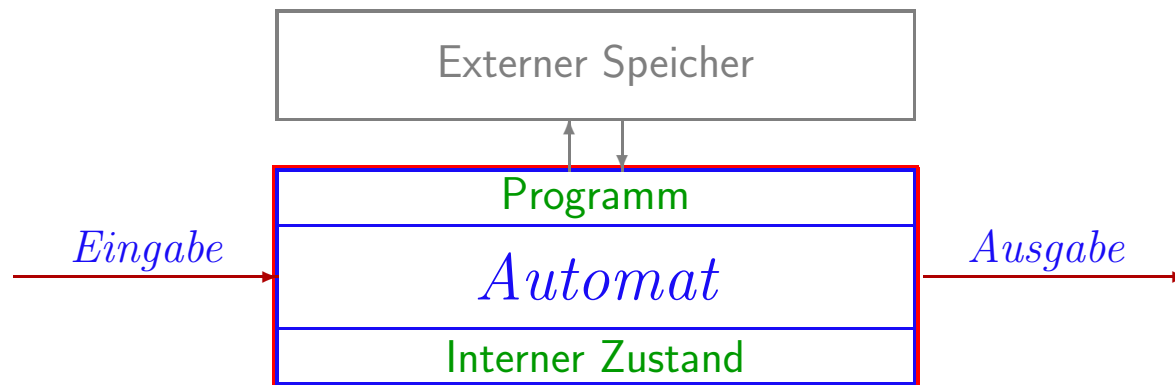 Externer Speicher
Programm
Eingabe
Automat
Ausgabe
Interner Zustand